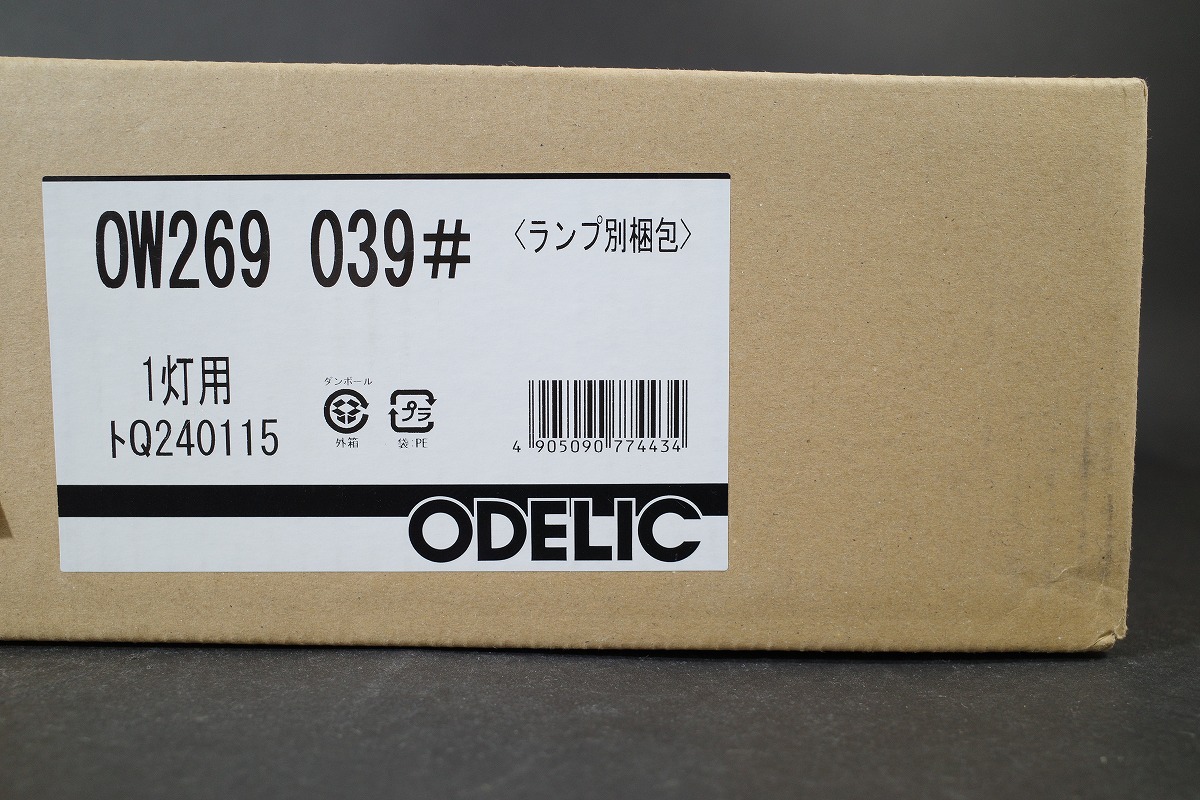 OW269 039# 〈ランプ別梱包〉
1灯用
トQ240115
ダンボール
外箱
プラ
袋:PE
4 905090 774434
ODELIC